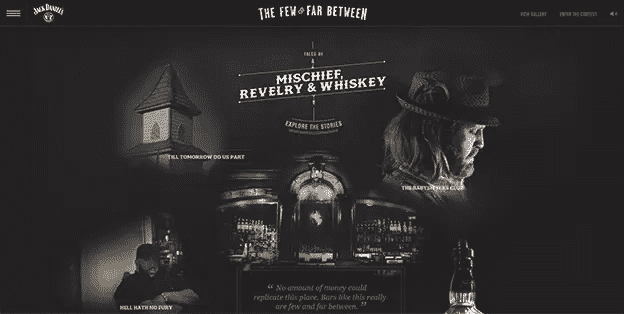 JACK DANIEL'S
THE FEW & FAR BETWEEN
VIEW GALLERY
ENTER THE CONTEST
TALES OF
MISCHIEF,
REVELRY & WHISKEY
EXPLORE THE STORIES
TILL TOMORROW DO US PART
THE BABYSITTERS CLUB
HELL HATH NO FURY
“ No amount of money could
replicate this place. Bars like this really
are few and far between. ”